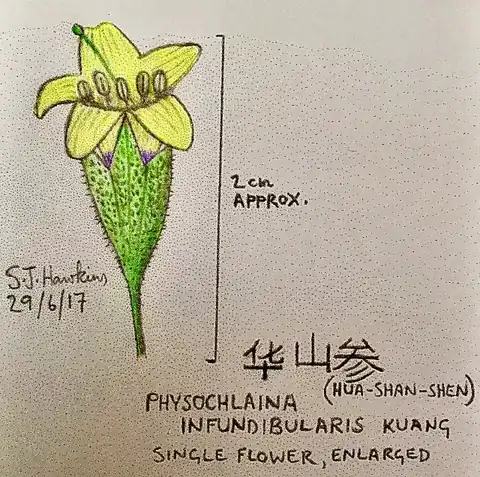 2cm
APPROX.
S.J. Hawkins
29/6/17
华山参
(HUA-SHAN-SHEN)
PHYSOCHLAINA
INFUNDIBULARIS KUANG
SINGLE FLOWER, ENLARGED